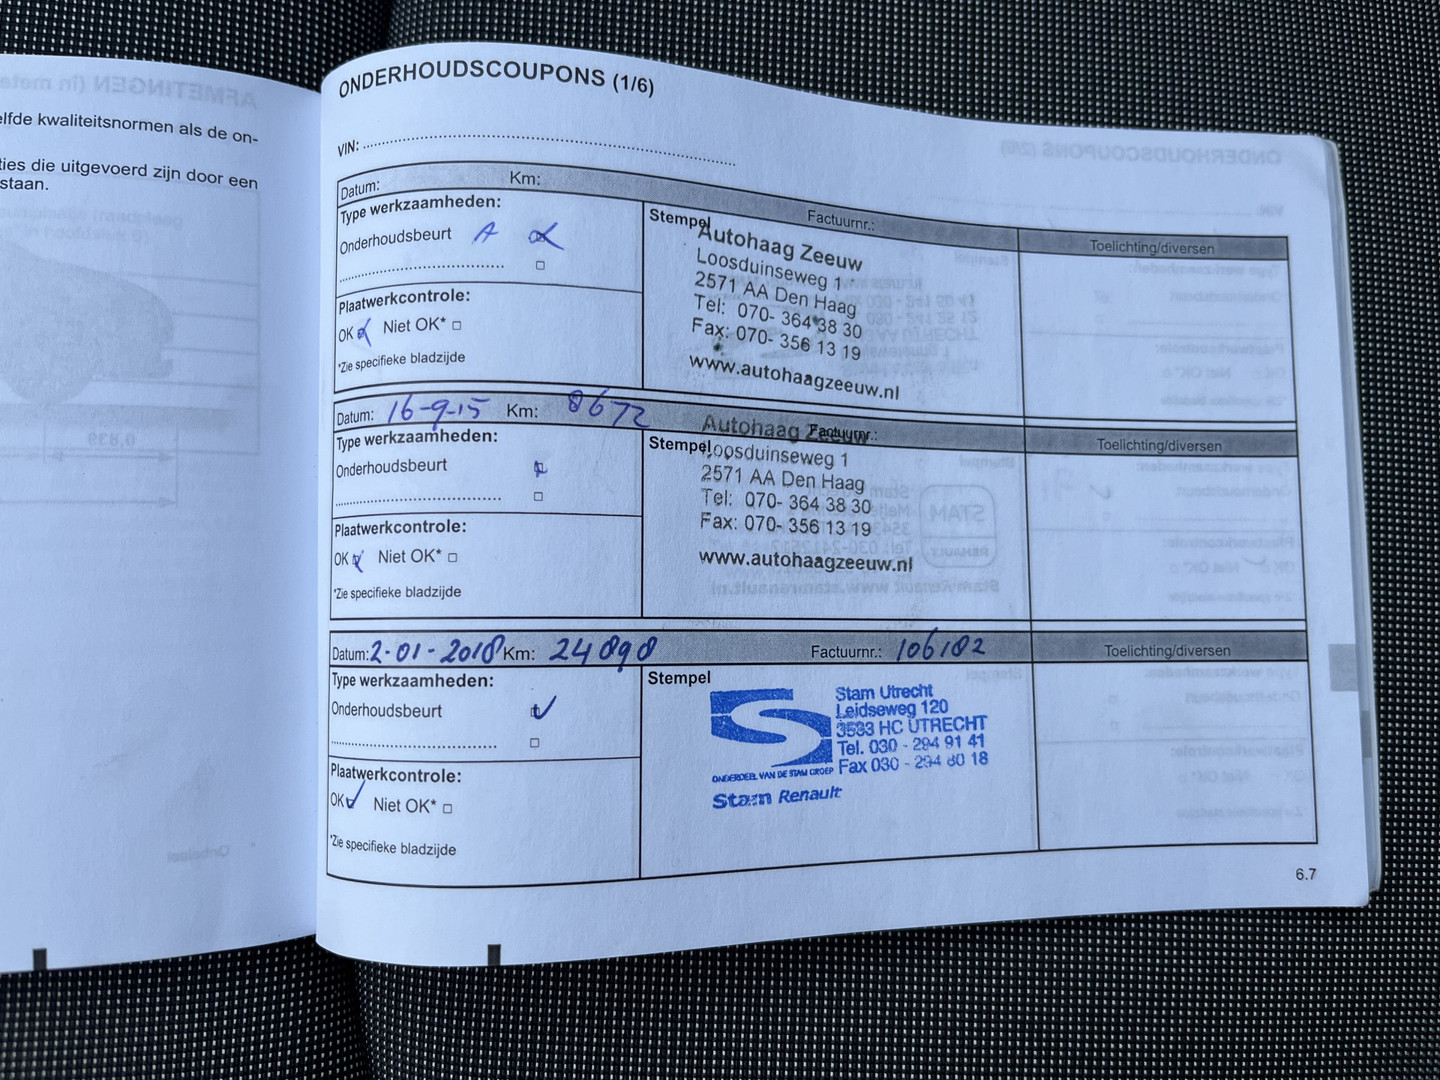 elfde kwaliteitsnormen als de on-
ties die uitgevoerd zijn door een
staan.
ONDERHOUDSCOUPONS (1/6)
VIN:
Datum: Km: Factuurnr.:
Toelichting/diversen
Type werkzaamheden:
Onderhoudsbeurt A
Plaatwerkcontrole:
OK Niet OK*
*Zie specifieke bladzijde
Stempel
Autohaag Zeeuw
Loosduinseweg 1
2571 AA Den Haag
Tel: 070- 364 38 30
Fax: 070- 356 13 19
www.autohaagzeeuw.nl
Datum: 16-9-15 Km: 8672 Factuurnr.:
Toelichting/diversen
Type werkzaamheden:
Onderhoudsbeurt
Plaatwerkcontrole:
OK Niet OK*
*Zie specifieke bladzijde
Stempel
Autohaag Zeeuw
Loosduinseweg 1
2571 AA Den Haag
Tel: 070- 364 38 30
Fax: 070- 356 13 19
www.autohaagzeeuw.nl
Datum: 2-01-2018 Km: 24898 Factuurnr.: 106182
Toelichting/diversen
Type werkzaamheden:
Onderhoudsbeurt
Plaatwerkcontrole:
OK Niet OK*
*Zie specifieke bladzijde
Stempel
Stam Utrecht
Leidseweg 120
3533 HC UTRECHT
Tel. 030 - 294 91 41
Fax 030 - 294 80 18
ONDERDEEL VAN DE STAM GROEP
Stam Renault
6.7